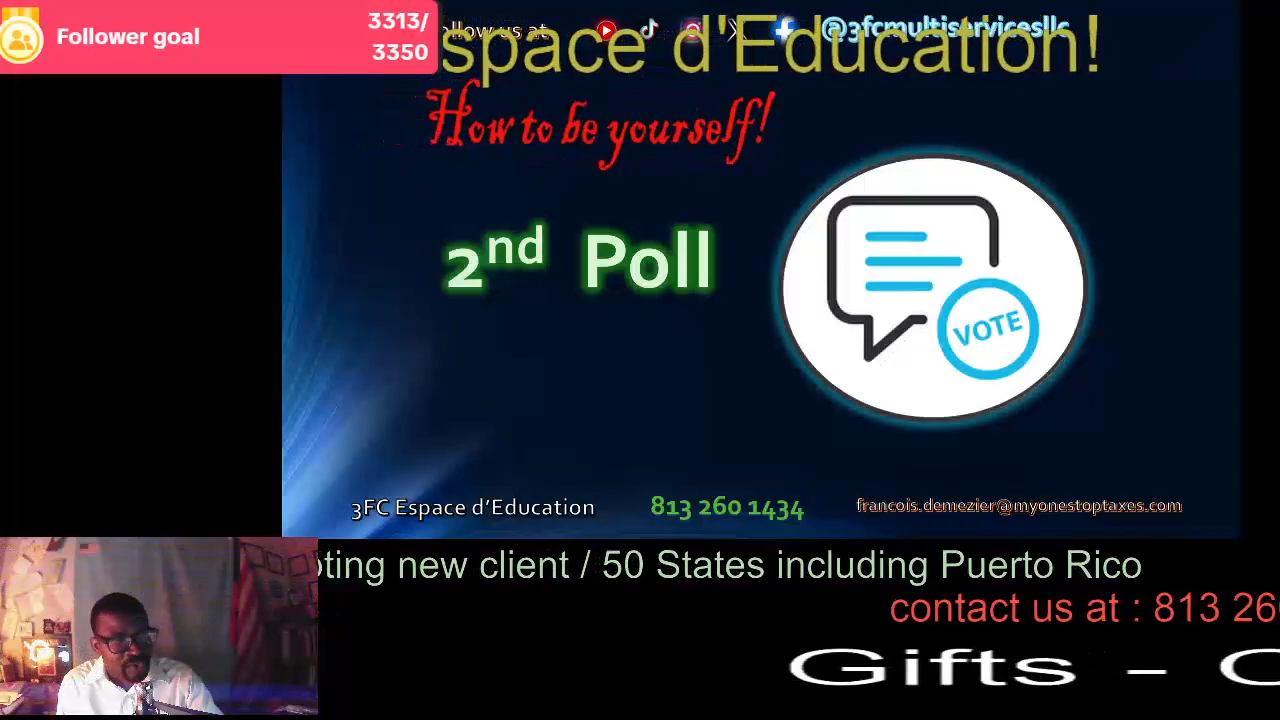 Follower goal
3313/
3350
ollow us at
@3fcmultiservicesllc
space d'Education!
How to be yourself!
2nd Poll
VOTE
3FC Espace d'Education
813 260 1434
francois.demezier@myonestoptaxes.com
pting new client / 50 States including Puerto Rico
contact us at : 813 26
Gifts -